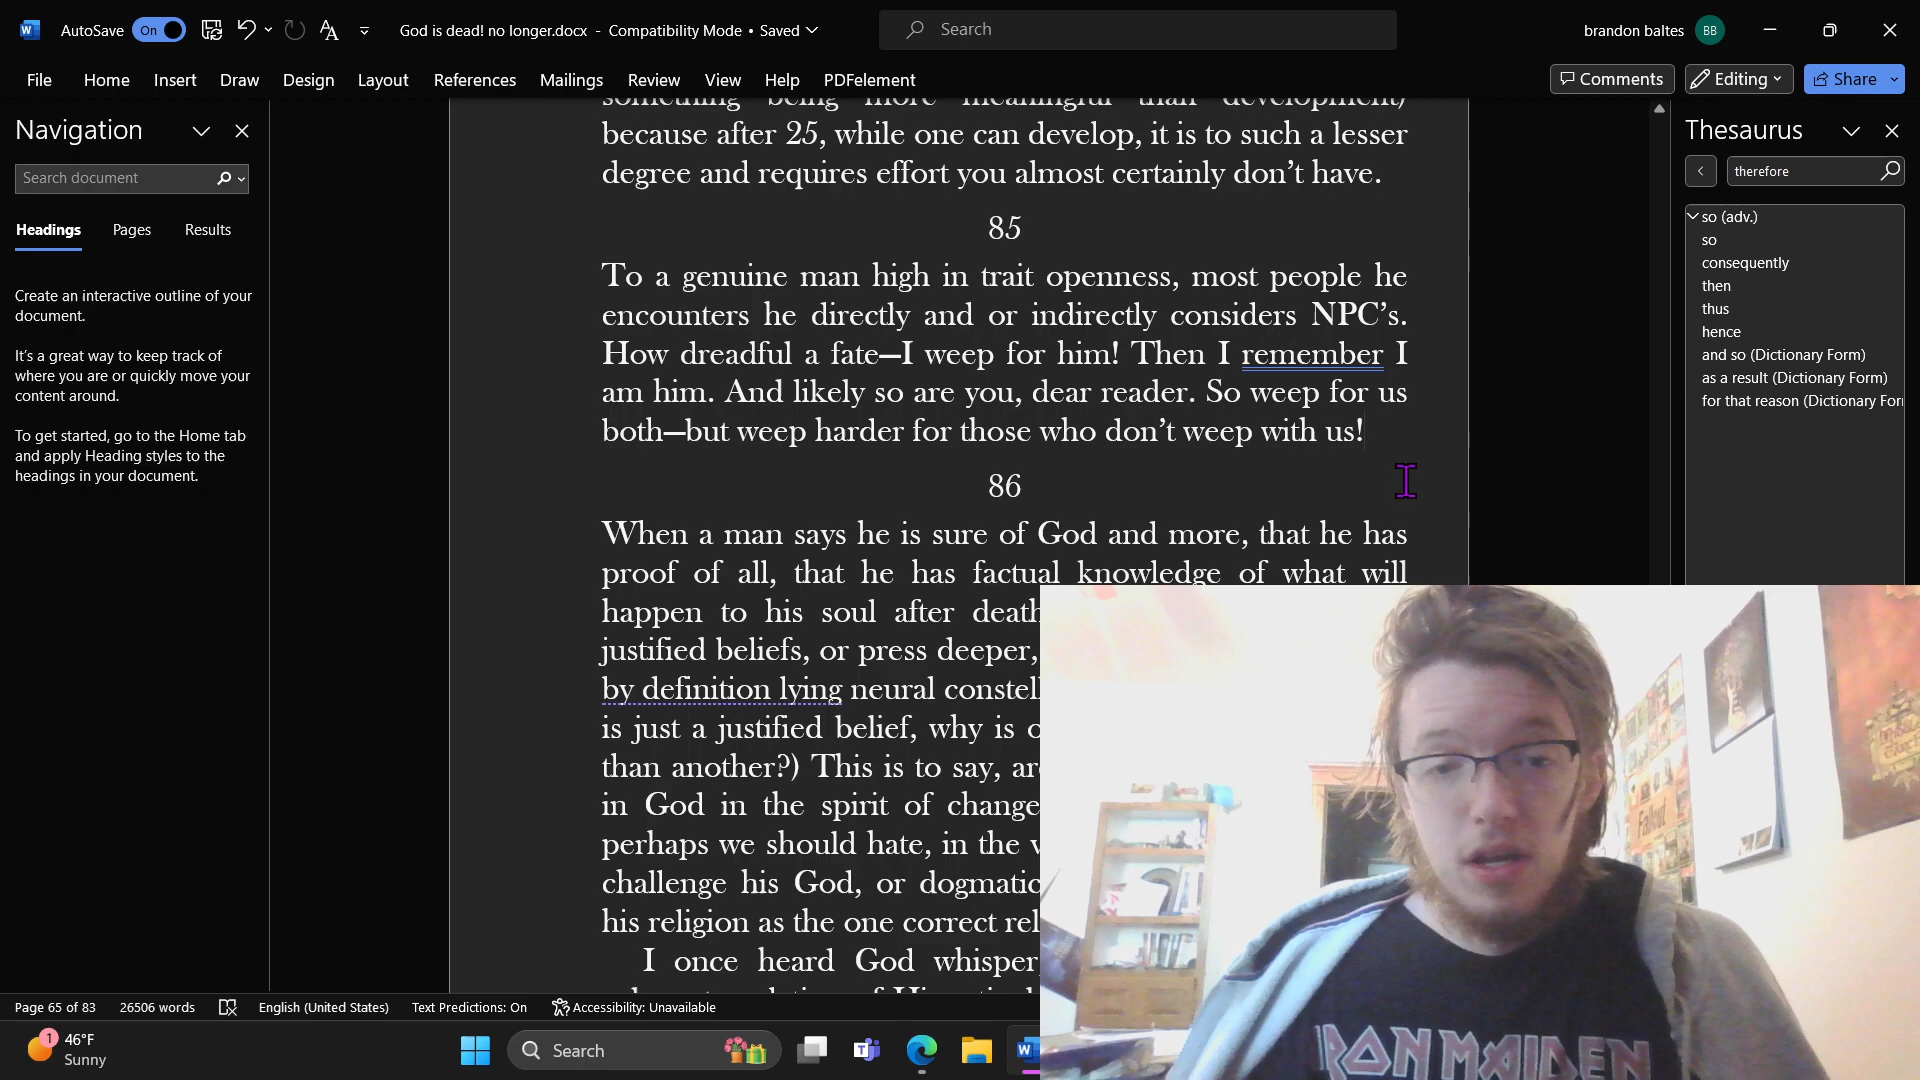 AutoSave On God is dead! no longer.docx - Compatibility Mode • Saved Search brandon baltes BB
File Home Insert Draw Design Layout References Mailings Review View Help PDFelement Comments Editing Share
Navigation
Search document
Headings Pages Results
Create an interactive outline of your
document.
It's a great way to keep track of
where you are or quickly move your
content around.
To get started, go to the Home tab
and apply Heading styles to the
headings in your document.
something being more meaningful than development)
because after 25, while one can develop, it is to such a lesser
degree and requires effort you almost certainly don't have.
85
To a genuine man high in trait openness, most people he
encounters he directly and or indirectly considers NPC's.
How dreadful a fate—I weep for him! Then I remember I
am him. And likely so are you, dear reader. So weep for us
both—but weep harder for those who don't weep with us!
86
When a man says he is sure of God and more, that he has
proof of all, that he has factual knowledge of what will
happen to his soul after death
justified beliefs, or press deeper,
by definition lying neural constell
is just a justified belief, why is o
than another?) This is to say, are
in God in the spirit of change
perhaps we should hate, in the
challenge his God, or dogmatic
his religion as the one correct rel
I once heard God whisper
Thesaurus
therefore
so (adv.)
so
consequently
then
thus
hence
and so (Dictionary Form)
as a result (Dictionary Form)
for that reason (Dictionary For
Fallout
IRON MAIDEN
Page 65 of 83 26506 words English (United States) Text Predictions: On Accessibility: Unavailable
1 46°F
Sunny
Search